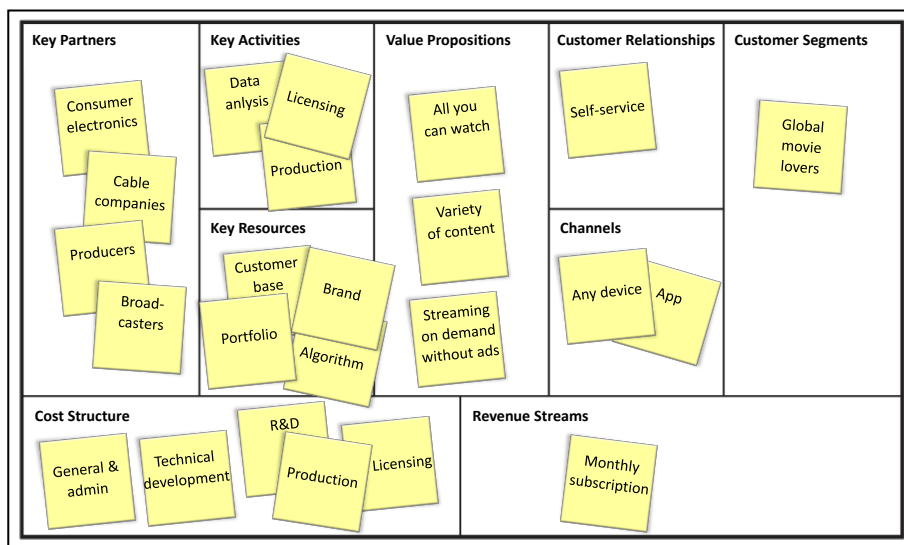 Key Partners
Consumer
electronics
Cable
companies
Producers
Broad-
casters
Key Activities
Data
anlysis
Licensing
Production
Key Resources
Customer
base
Brand
Portfolio
Algorithm
Value Propositions
All you
can watch
Variety
of content
Streaming
on demand
without ads
Customer Relationships
Self-service
Channels
Any device
App
Customer Segments
Global
movie
lovers
Cost Structure
General &
admin
Technical
development
R&D
Production
Licensing
Revenue Streams
Monthly
subscription